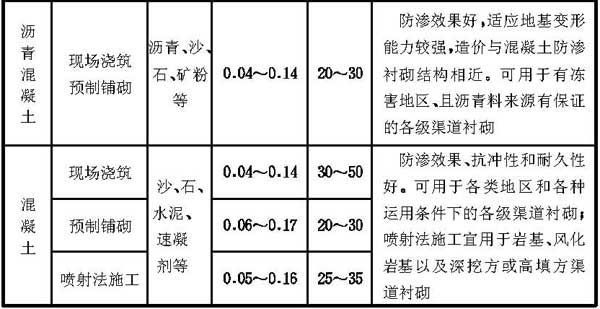 沥青混凝土
现场浇筑
预制铺砌
沥青、沙、
石、矿粉
等
0.04～0.14
20～30
防渗效果好,适应地基变形
能力较强,造价与混凝土防渗
衬砌结构相近。可用于有冻
害地区、且沥青料来源有保证
的各级渠道衬砌
混凝土
现场浇筑
预制铺砌
喷射法施工
沙、石、
水泥、
速凝
剂等
0.04～0.14
30～50
0.06～0.17
20～30
0.05～0.16
25～35
防渗效果、抗冲性和耐久性
好。可用于各类地区和各种
运用条件下的各级渠道衬砌;
喷射法施工宜用于岩基、风化
岩基以及深挖方或高填方渠
道衬砌